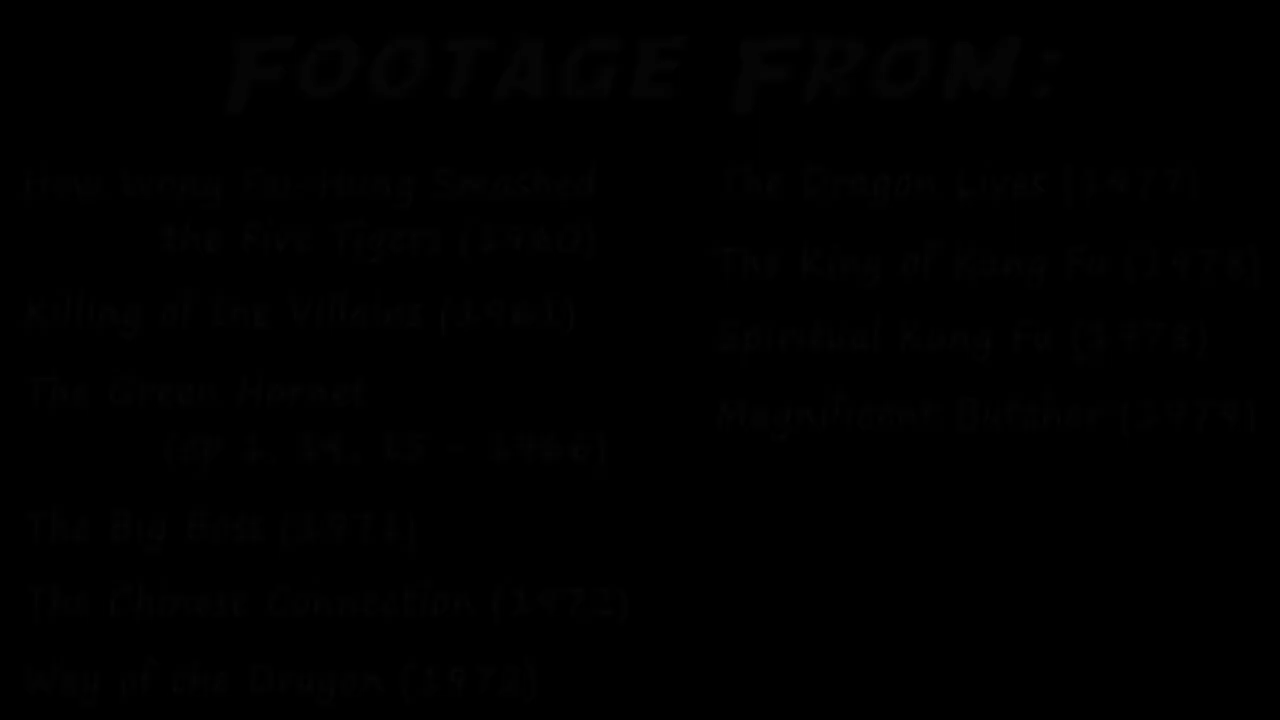 FOOTAGE FROM:
How Wong Fei-Hung Smashed
the Five Tigers (1960)
Killing of the Villains (1961)
The Green Hornet
(Ep 1, 14, 15 - 1966)
The Big Boss (1971)
The Chinese Connection (1972)
Way of the Dragon (1972)
The Dragon Lives
The King of Kung Fu (1978)
Spiritual Kung Fu (1978)
Magnificent Butcher (1979)